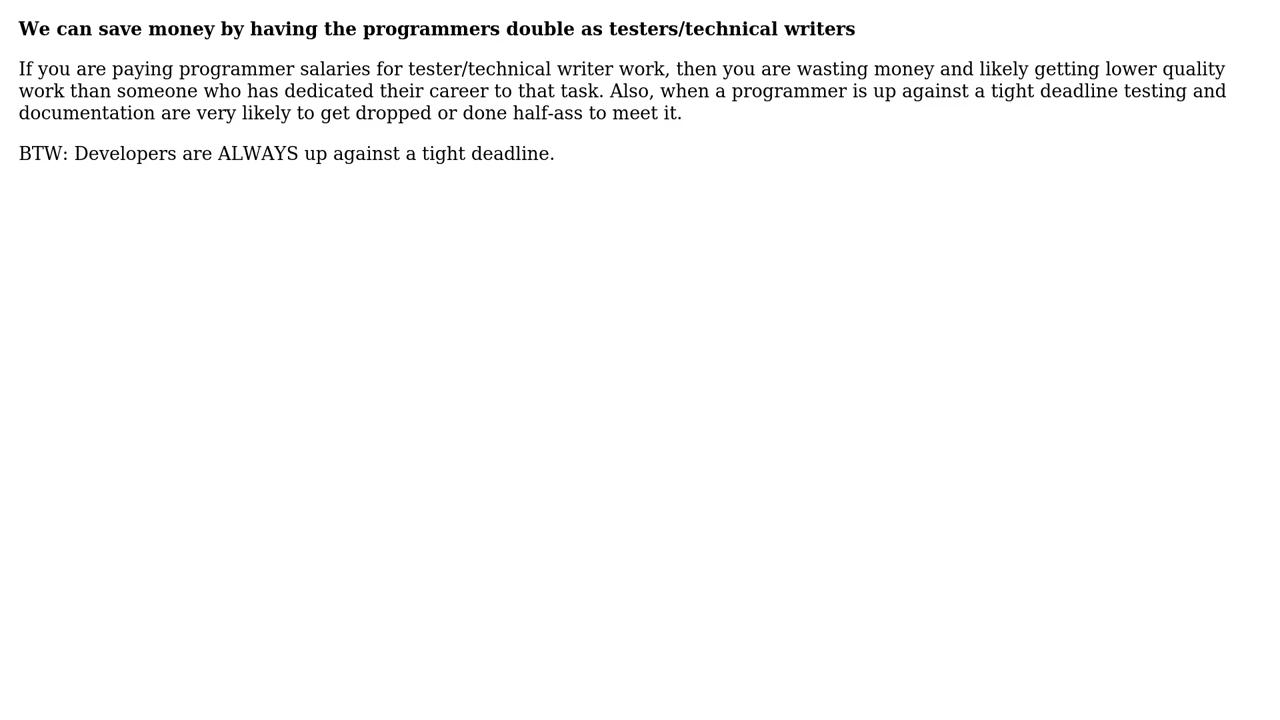 We can save money by having the programmers double as testers/technical writers
If you are paying programmer salaries for tester/technical writer work, then you are wasting money and likely getting lower quality
work than someone who has dedicated their career to that task. Also, when a programmer is up against a tight deadline testing and
documentation are very likely to get dropped or done half-ass to meet it.
BTW: Developers are ALWAYS up against a tight deadline.